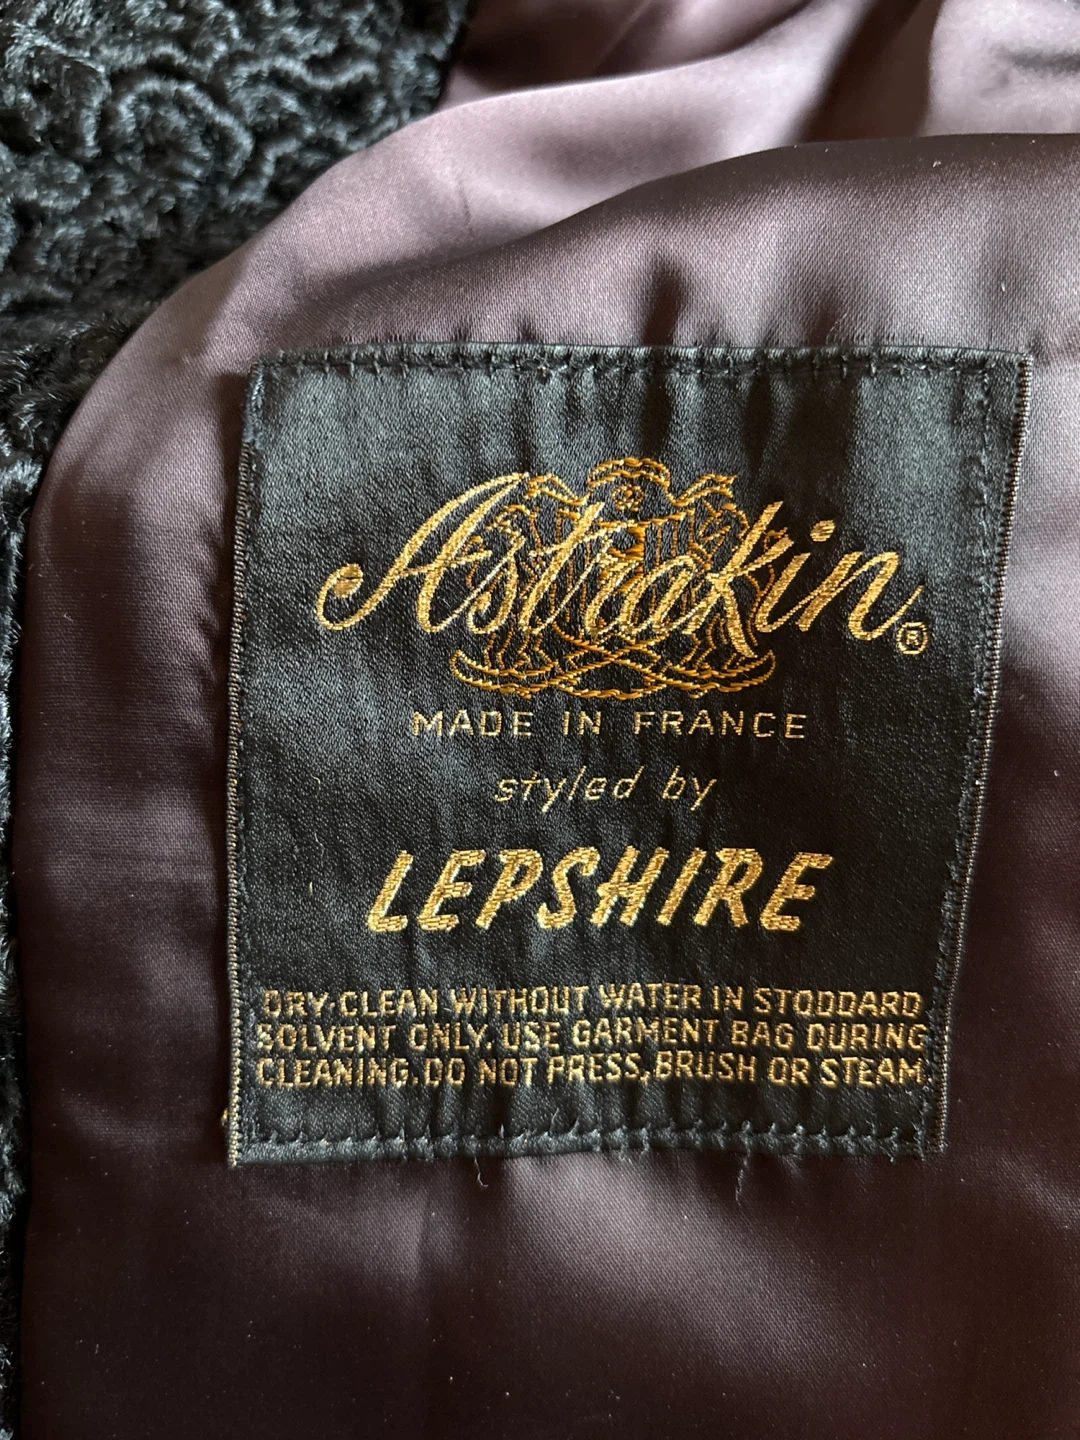 Astrakin®
MADE IN FRANCE
styled by
LEPSHIRE
DRY-CLEAN WITHOUT WATER IN STODDARD
SOLVENT ONLY. USE GARMENT BAG DURING
CLEANING. DO NOT PRESS, BRUSH OR STEAM